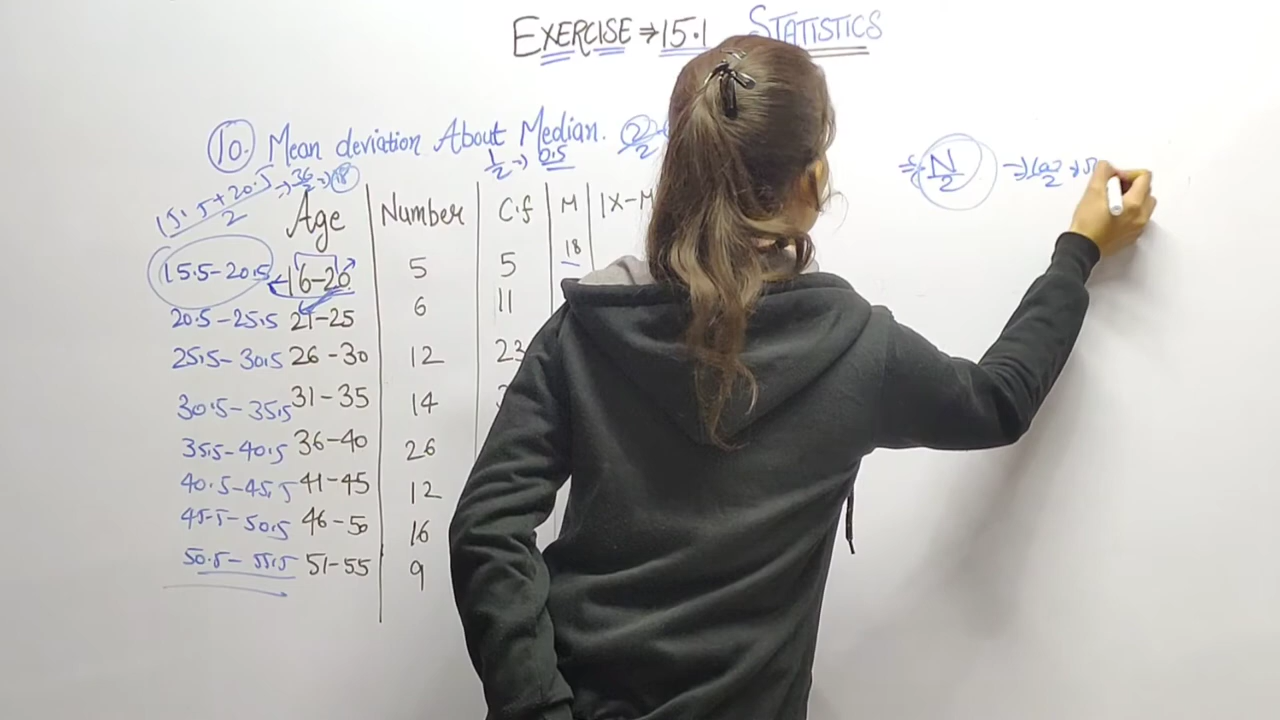 EXERCISE ⇒ 15.1 STATISTICS
10. Mean deviation About Median.
1/2 → 0.5
⇒ N/2 → 100/2 →
15.5+20.5/2 → 36/2 → 18
Age Number C.f M |X-M
15.5-20.5 16-20 5 5 18
20.5-25.5 21-25 6 11
25.5-30.5 26-30 12 23
30.5-35.5 31-35 14
35.5-40.5 36-40 26
40.5-45.5 41-45 12
45.5-50.5 46-50 16
50.5-55.5 51-55 9